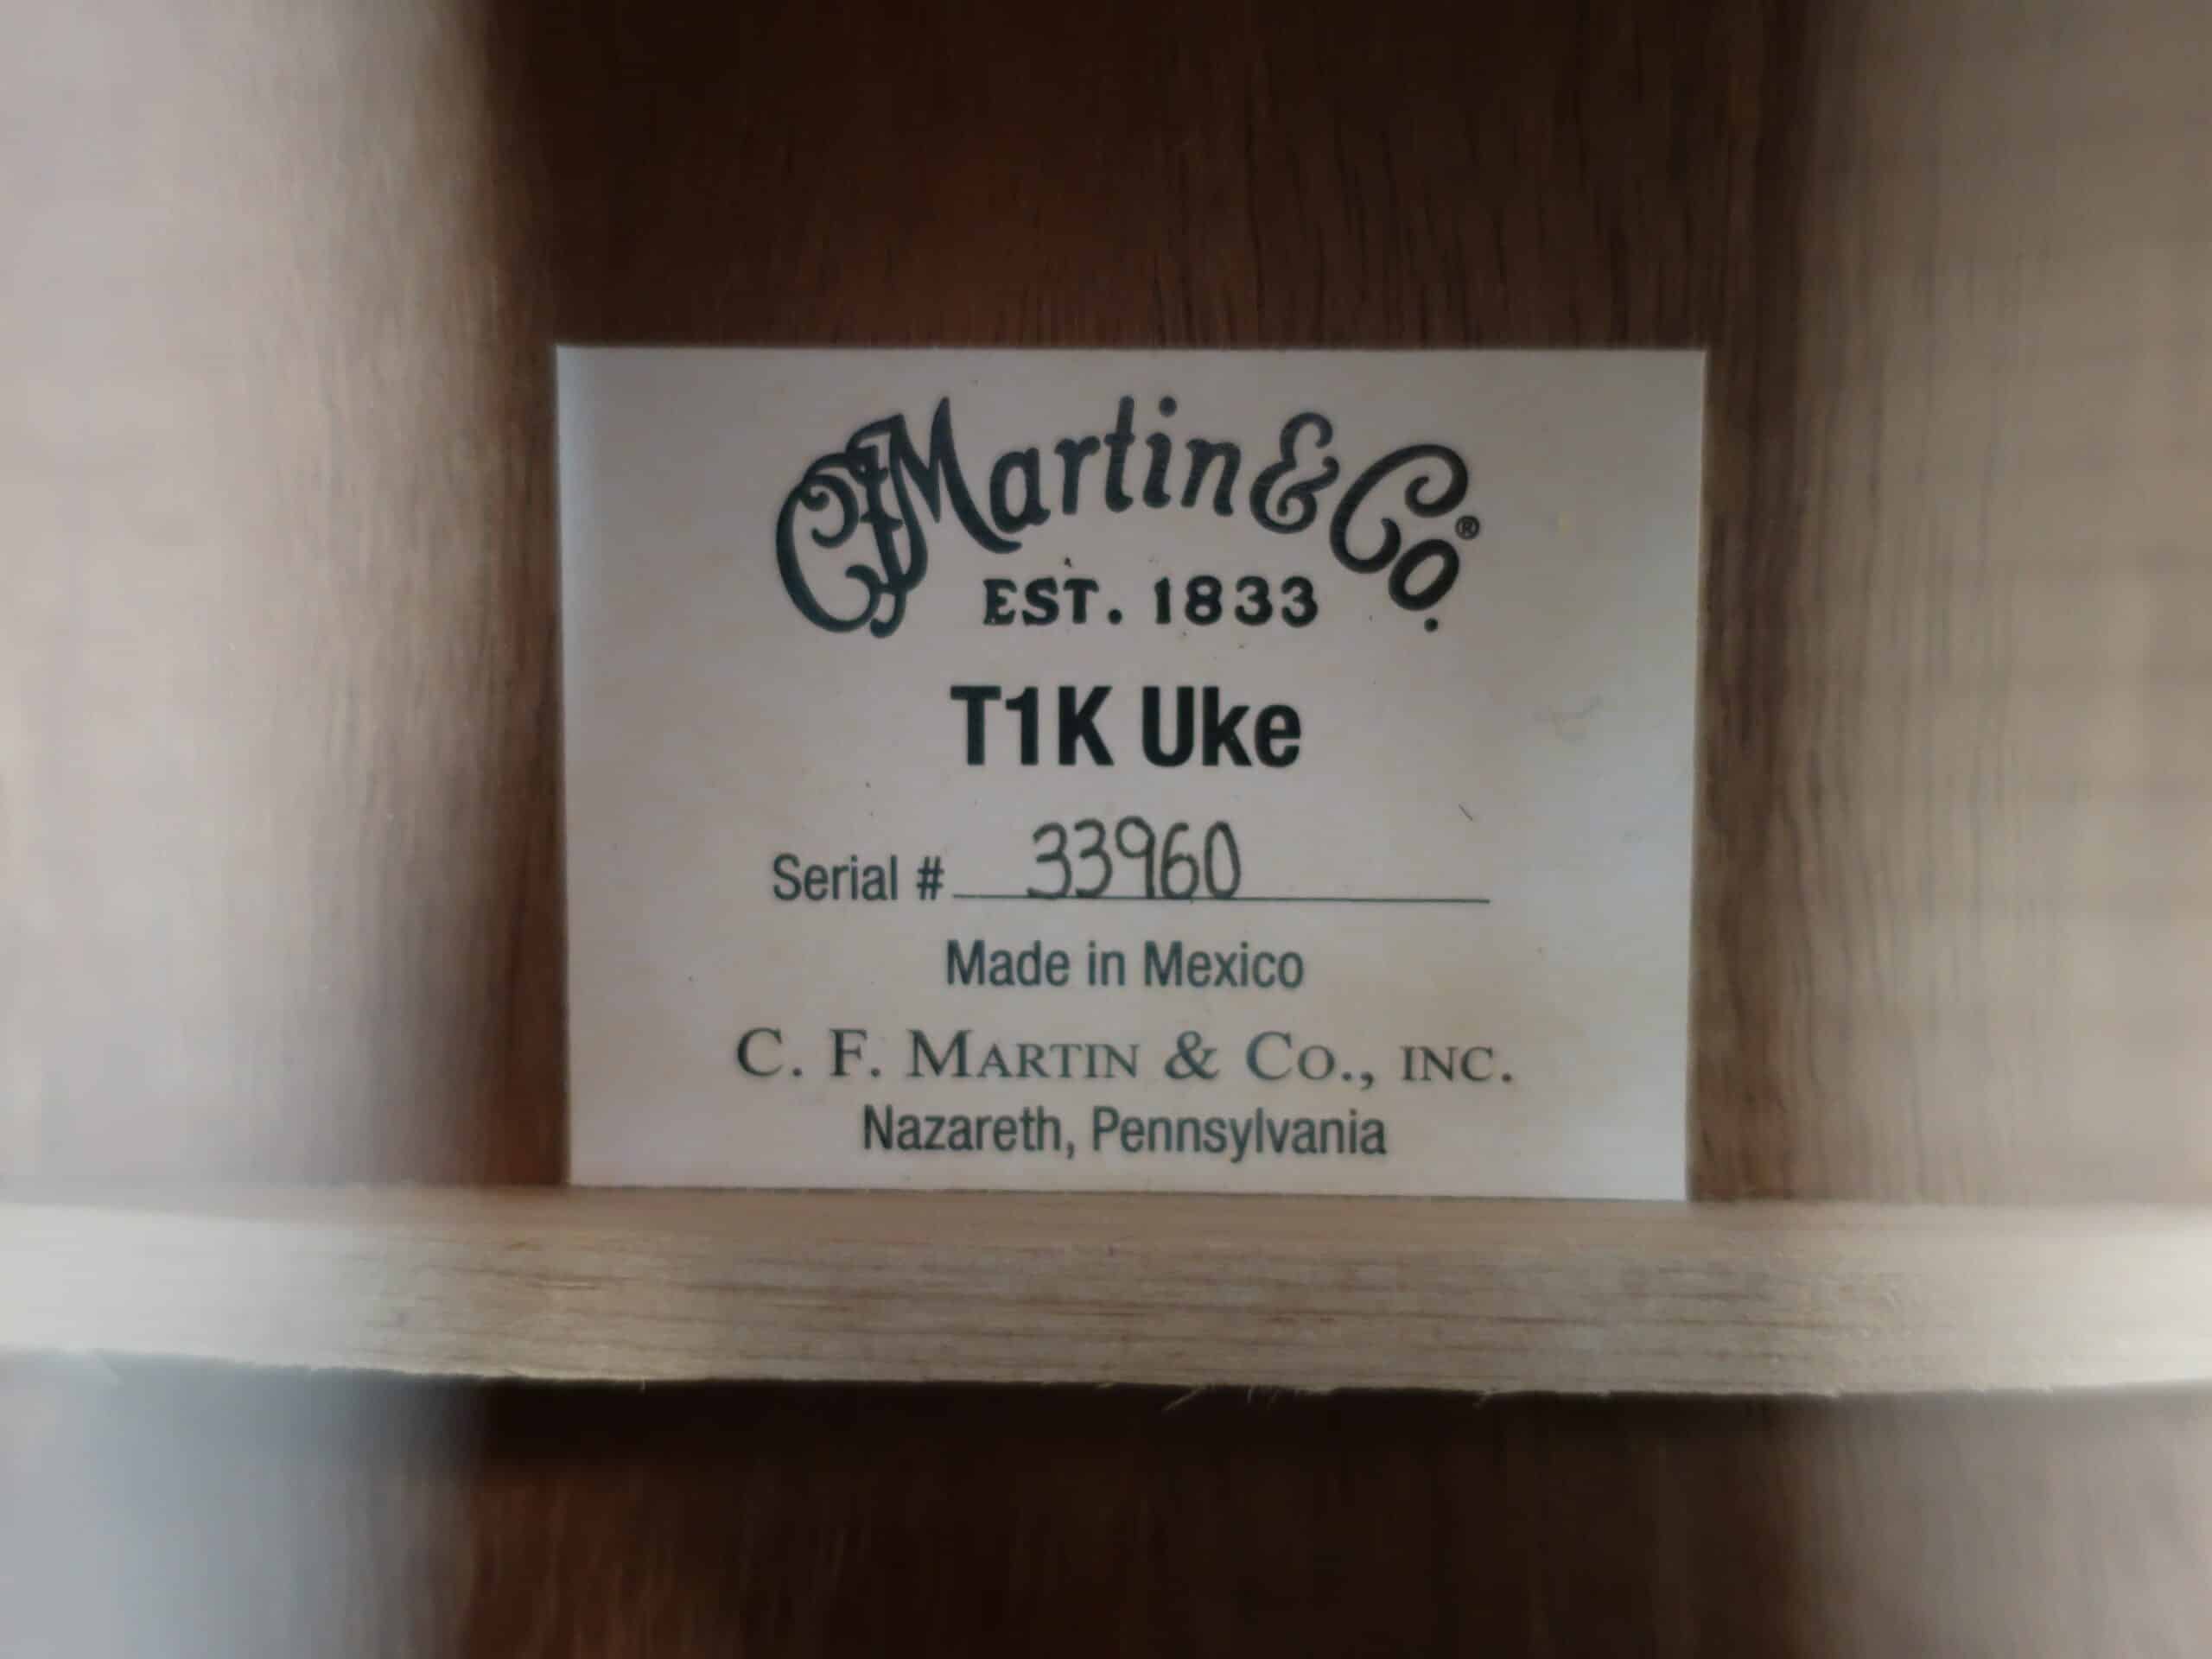 CFMartin & Co.®
EST. 1833
T1K Uke
Serial # 33960
Made in Mexico
C. F. MARTIN & CO., INC.
Nazareth, Pennsylvania